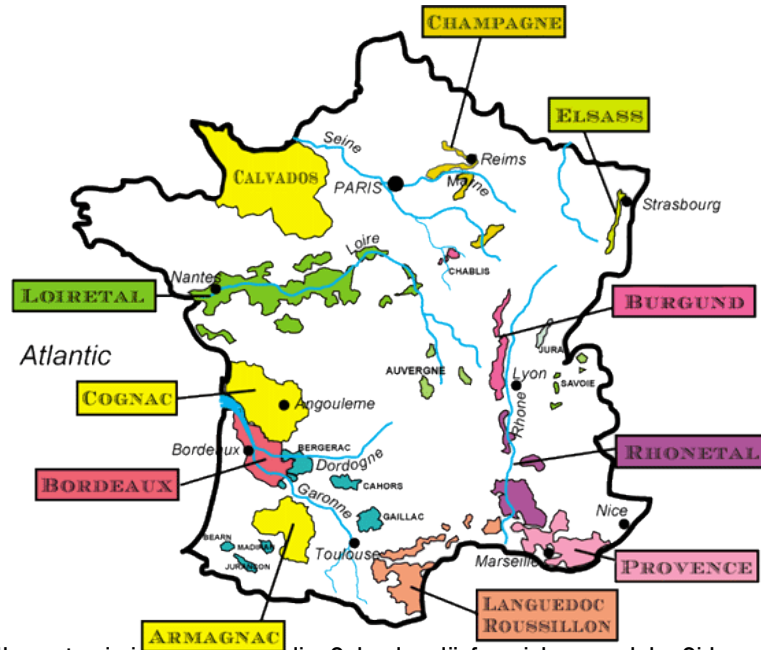 CHAMPAGNE
ELSASS
Seine
Reims
CALVADOS
PARIS
Marne
Strasbourg
Loire
CHABLIS
Nantes
LOIRETAL
BURGUND
Atlantic
JURA
AUVERGNE
Lyon
SAVOIE
COGNAC
Angouleme
Rhone
Bordeaux
BERGERAC
Dordogne
RHONETAL
BORDEAUX
CAHORS
Garonne
GAILLAC
Nice
BEARN
MADIRAN
Toulouse
JURANCON
Marseille
PROVENCE
LANGUEDOC
ROUSSILLON
ARMAGNAC